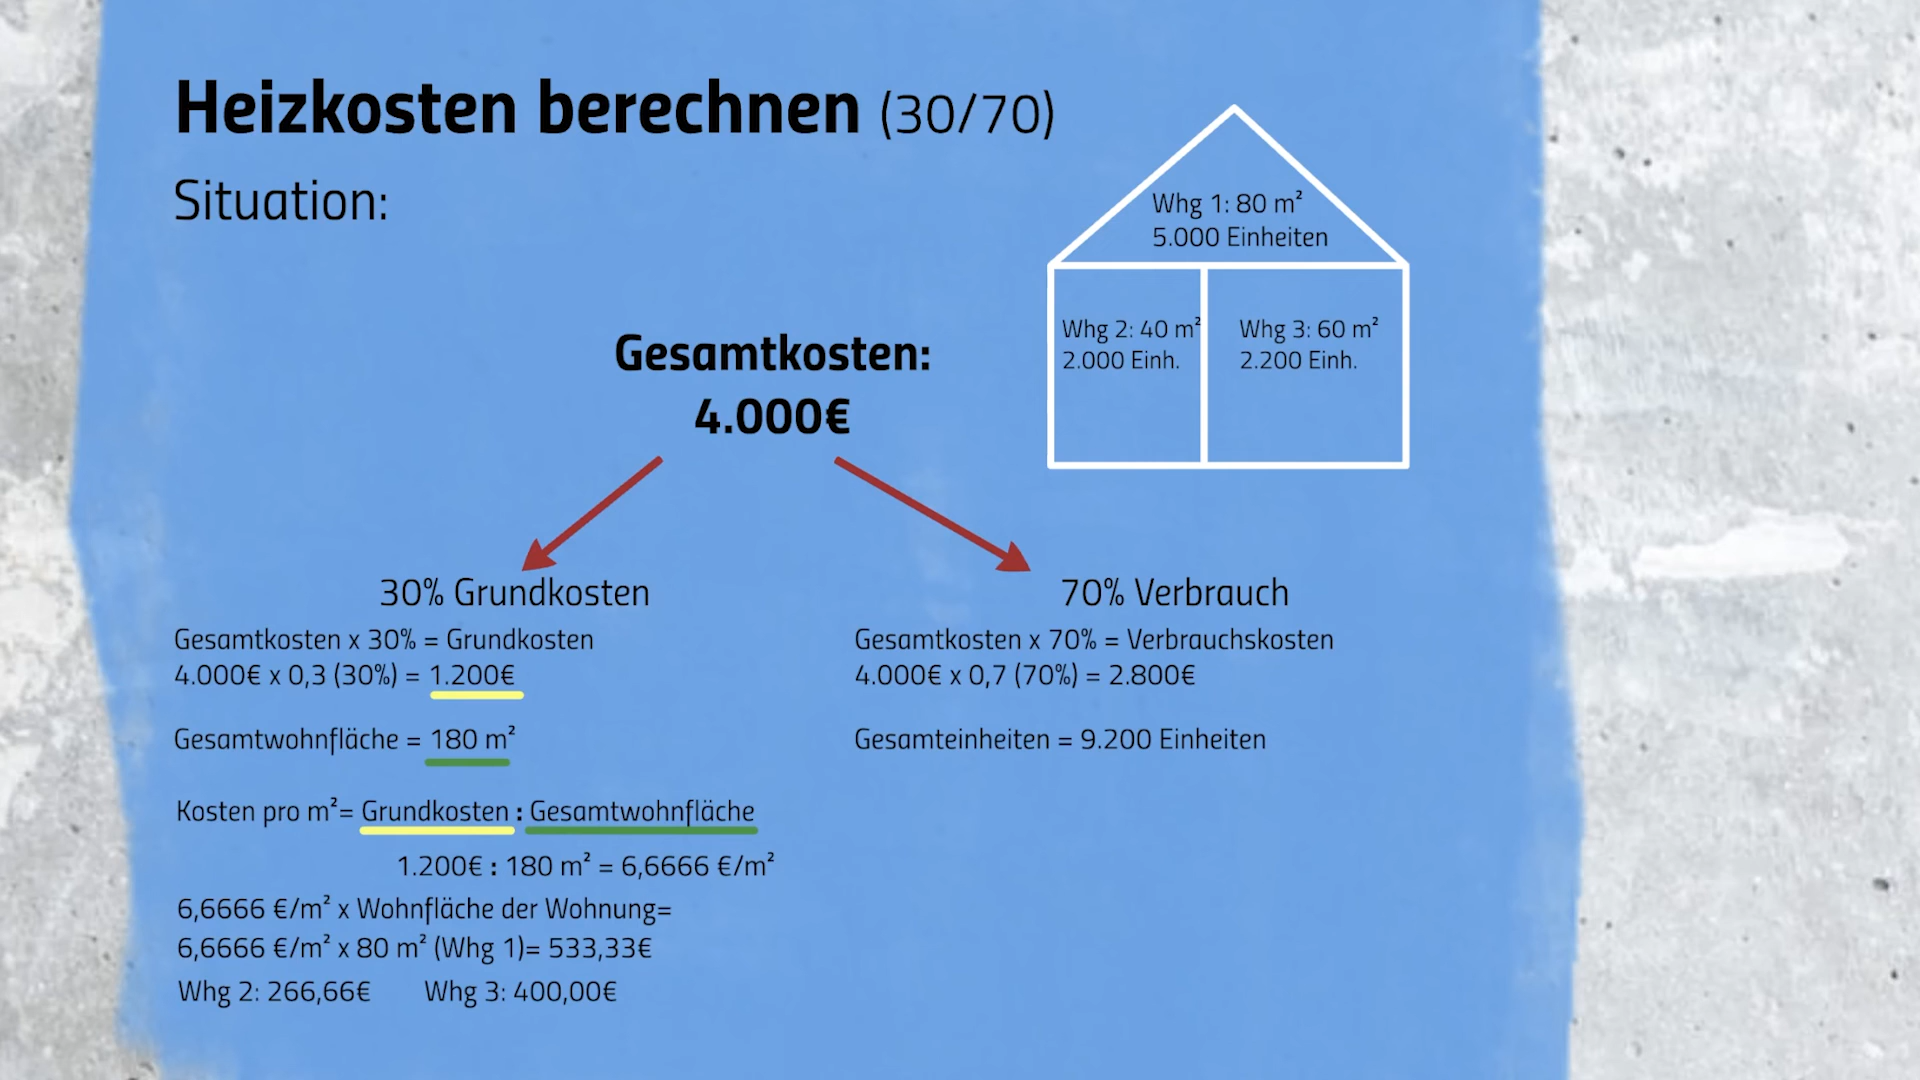 Heizkosten berechnen (30/70)
Situation:
Whg 1: 80 m²
5.000 Einheiten
Whg 2: 40 m²
2.000 Einh.
Whg 3: 60 m²
2.200 Einh.
Gesamtkosten:
4.000€
30% Grundkosten
Gesamtkosten x 30% = Grundkosten
4.000€ x 0,3 (30%) = 1.200€
Gesamtwohnfläche = 180 m²
Kosten pro m²= Grundkosten : Gesamtwohnfläche
1.200€ : 180 m² = 6,6666 €/m²
6,6666 €/m² x Wohnfläche der Wohnung=
6,6666 €/m² x 80 m² (Whg 1)= 533,33€
Whg 2: 266,66€ Whg 3: 400,00€
70% Verbrauch
Gesamtkosten x 70% = Verbrauchskosten
4.000€ x 0,7 (70%) = 2.800€
Gesamteinheiten = 9.200 Einheiten